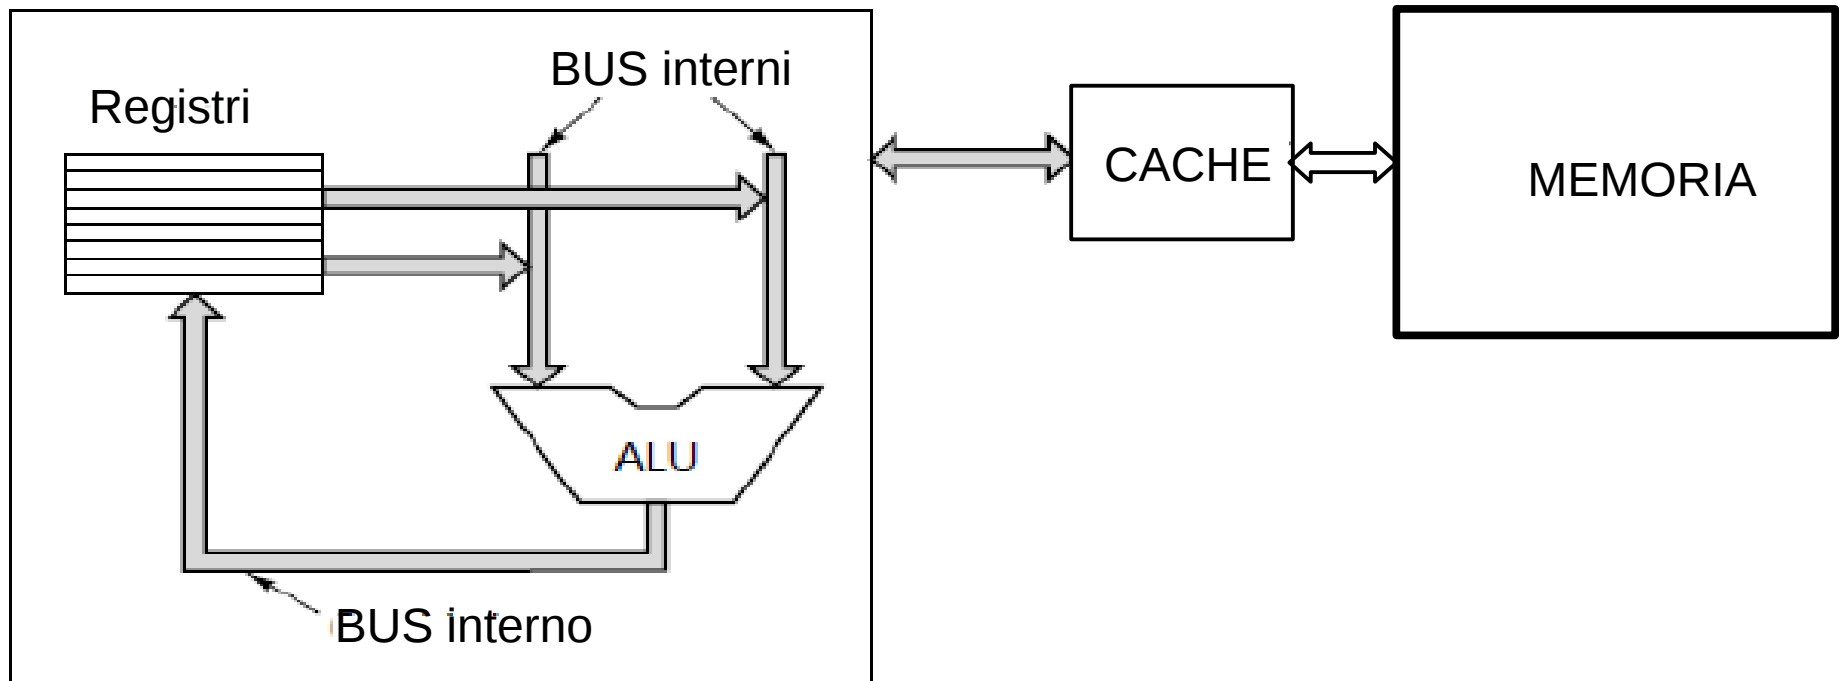 BUS interni
Registri
CACHE
MEMORIA
ALU
BUS interno